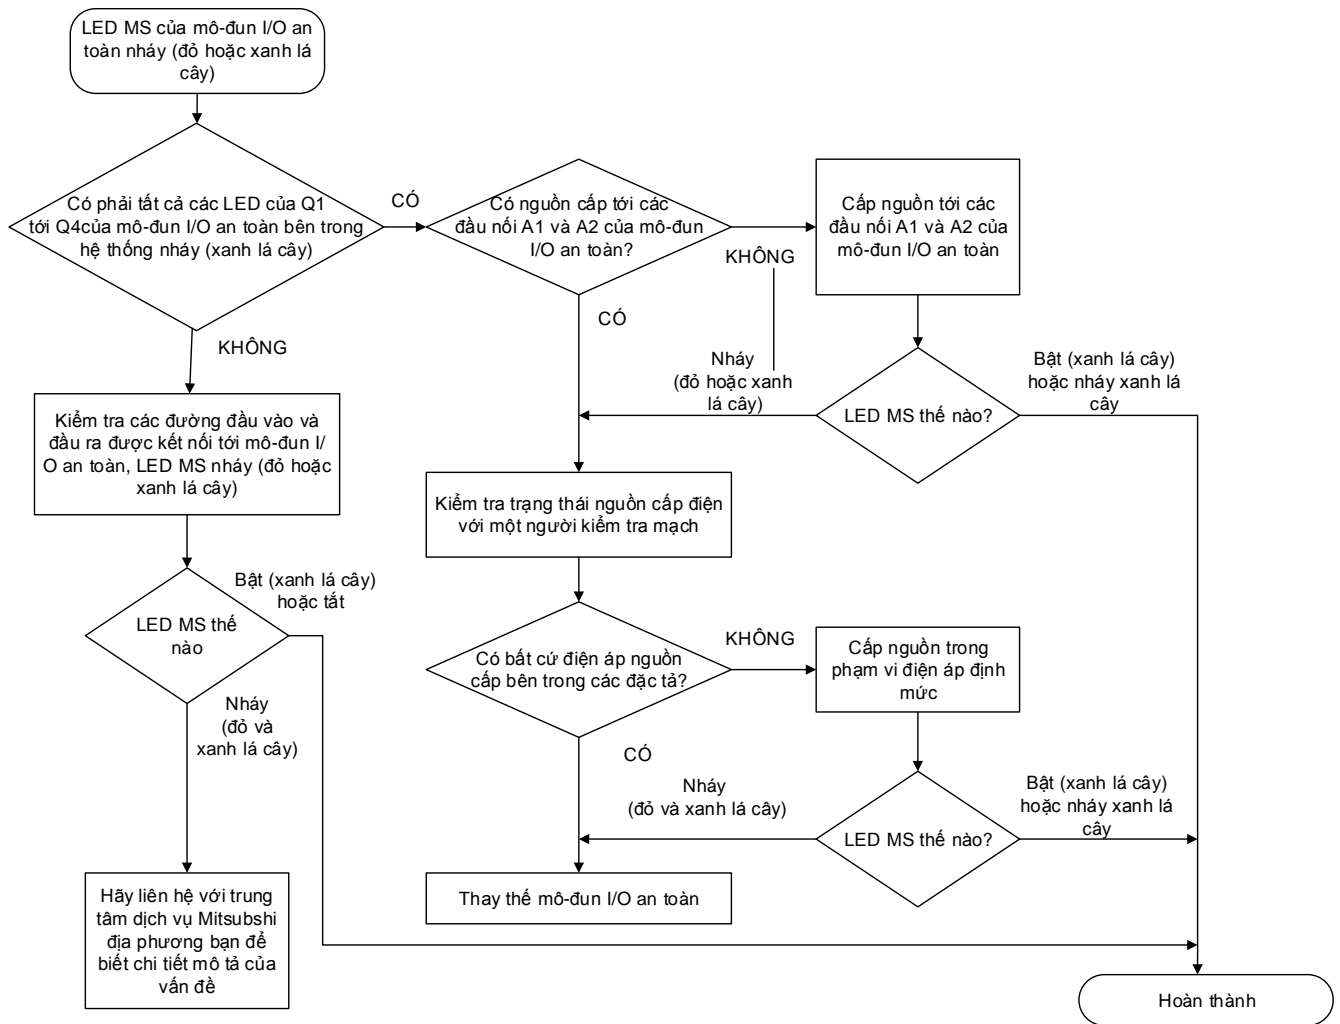 LED MS của mô-đun I/O an
toàn nháy (đỏ hoặc xanh lá
cây)
Có phải tất cả các LED của Q1
tới Q4của mô-đun I/O an toàn bên trong
hệ thống nháy (xanh lá cây)
CÓ
Có nguồn cấp tới các
đầu nối A1 và A2 của mô-đun
I/O an toàn?
KHÔNG
Cấp nguồn tới các
đầu nối A1 và A2 của
mô-đun I/O an toàn
CÓ
KHÔNG
Nháy
(đỏ hoặc xanh
lá cây)
LED MS thế nào?
Bật (xanh lá cây)
hoặc nháy xanh lá
cây
Kiểm tra các đường đầu vào và
đầu ra được kết nối tới mô-đun I/
O an toàn, LED MS nháy (đỏ hoặc
xanh lá cây)
Kiểm tra trạng thái nguồn cấp điện
với một người kiểm tra mạch
Bật (xanh lá cây)
hoặc tắt
LED MS thế
nào
Nháy
(đỏ và
xanh lá cây)
Có bất cứ điện áp nguồn
cấp bên trong các đặc tả?
KHÔNG
Cấp nguồn trong
phạm vi điện áp định
mức
CÓ
Nháy
(đỏ và xanh lá cây)
LED MS thế nào?
Bật (xanh lá cây)
hoặc nháy xanh lá
cây
Hãy liên hệ với trung
tâm dịch vụ Mitsubshi
địa phương bạn để
biết chi tiết mô tả của
vấn đề
Thay thế mô-đun I/O an toàn
Hoàn thành